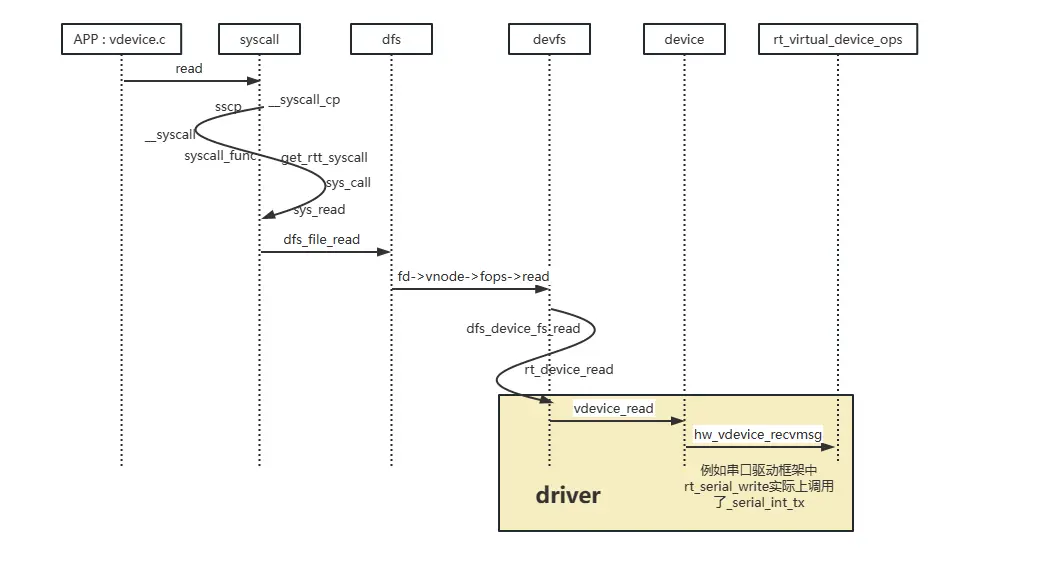 APP : vdevice.c
syscall
dfs
devfs
device
rt_virtual_device_ops
read
sscp
__syscall_cp
__syscall
syscall_func
get_rtt_syscall
sys_call
sys_read
dfs_file_read
fd->vnode->fops->read
dfs_device_fs_read
rt_device_read
vdevice_read
hw_vdevice_recvmsg
driver
例如串口驱动框架中
rt_serial_write实际上调用
了_serial_int_tx